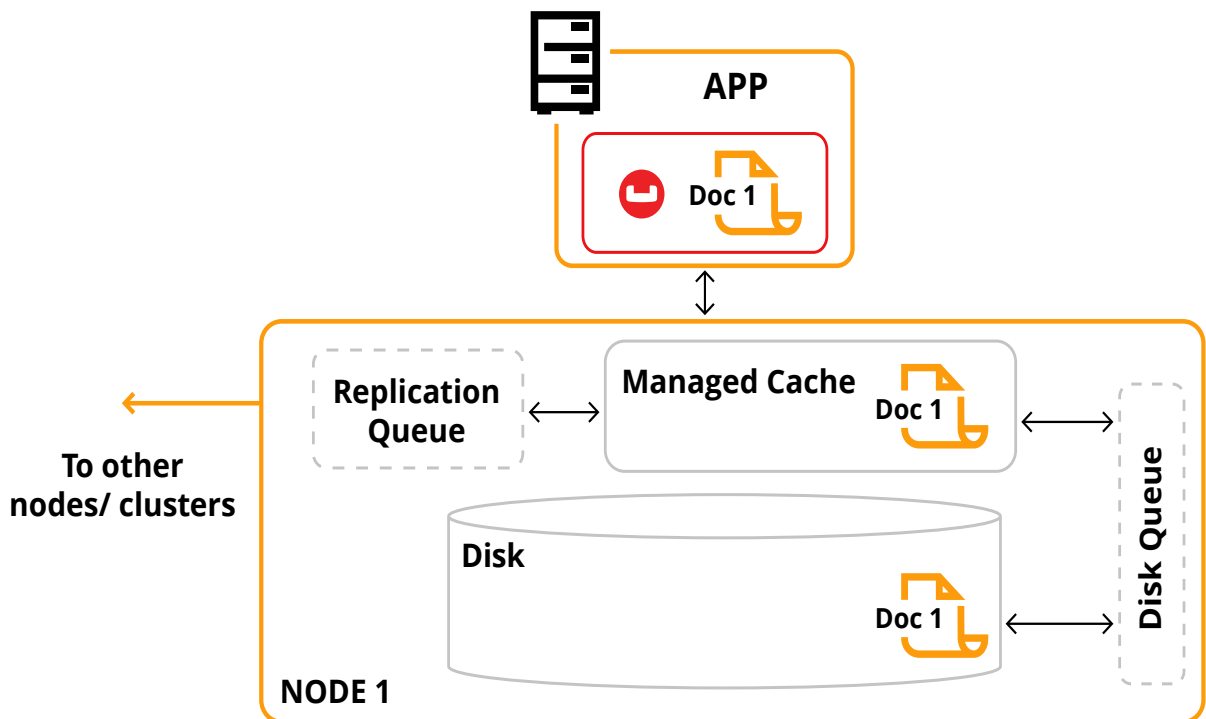 APP
Doc 1
Replication
Queue
Managed Cache
Doc 1
To other
nodes/ clusters
Disk
Doc 1
Disk Queue
NODE 1